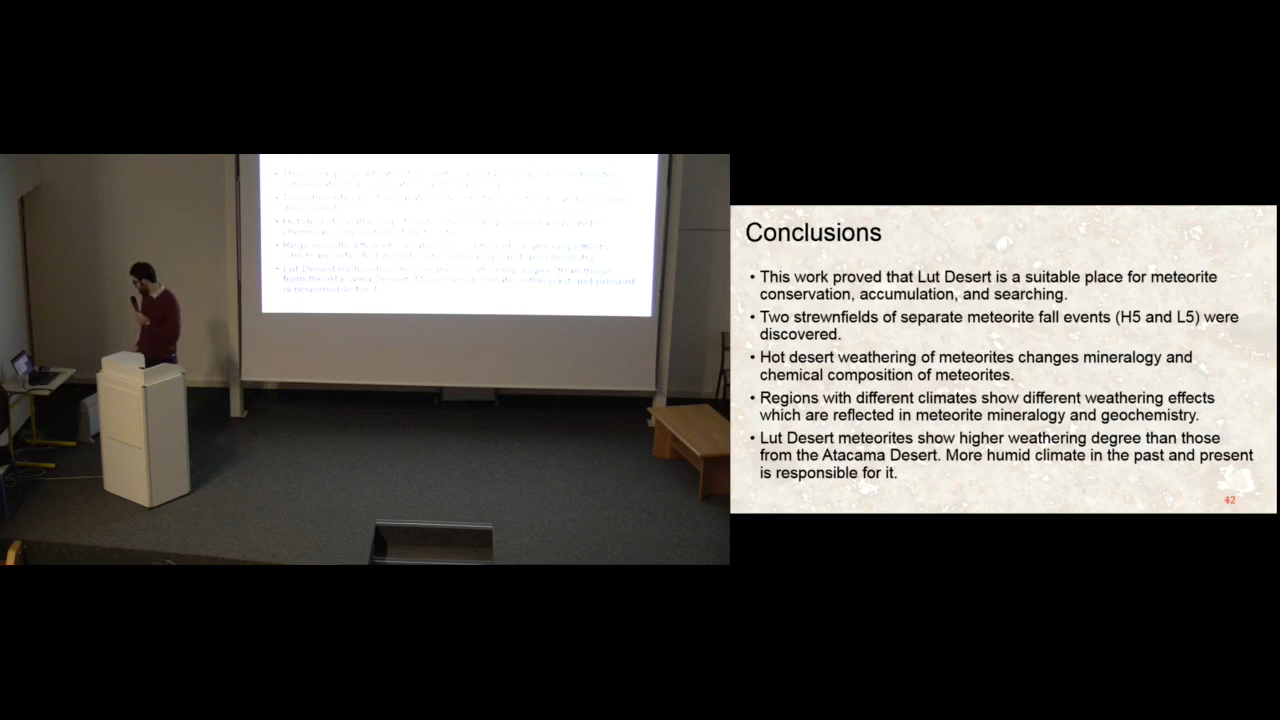 Conclusions
• This work proved that Lut Desert is a suitable place for meteorite
conservation, accumulation, and searching.
• Two strewnfields of separate meteorite fall events (H5 and L5) were
discovered.
• Hot desert weathering of meteorites changes mineralogy and
chemical composition of meteorites.
• Regions with different climates show different weathering effects
which are reflected in meteorite mineralogy and geochemistry.
• Lut Desert meteorites show higher weathering degree than those
from the Atacama Desert. More humid climate in the past and present
is responsible for it.
42